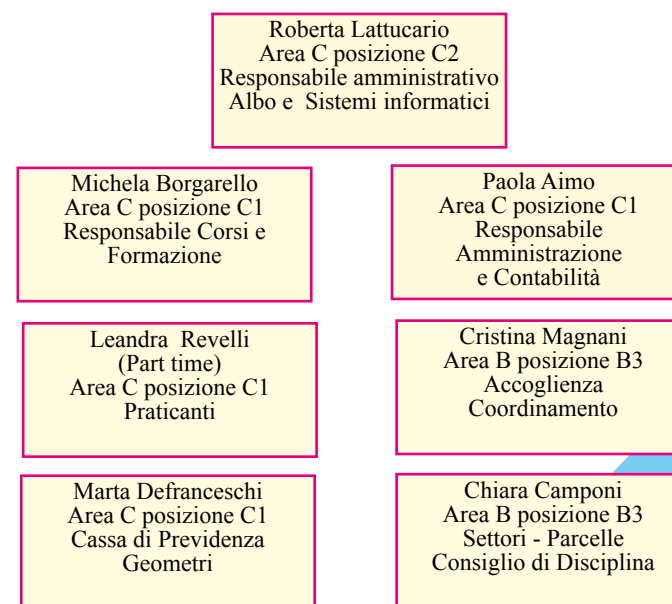 Roberta Lattucario
Area C posizione C2
Responsabile amministrativo
Albo e Sistemi informatici
Michela Borgarello
Area C posizione C1
Responsabile Corsi e
Formazione
Paola Aimo
Area C posizione C1
Responsabile
Amministrazione
e Contabilità
Leandra Revelli
(Part time)
Area C posizione C1
Praticanti
Cristina Magnani
Area B posizione B3
Accoglienza
Coordinamento
Marta Defranceschi
Area C posizione C1
Cassa di Previdenza
Geometri
Chiara Camponi
Area B posizione B3
Settori - Parcelle
Consiglio di Disciplina